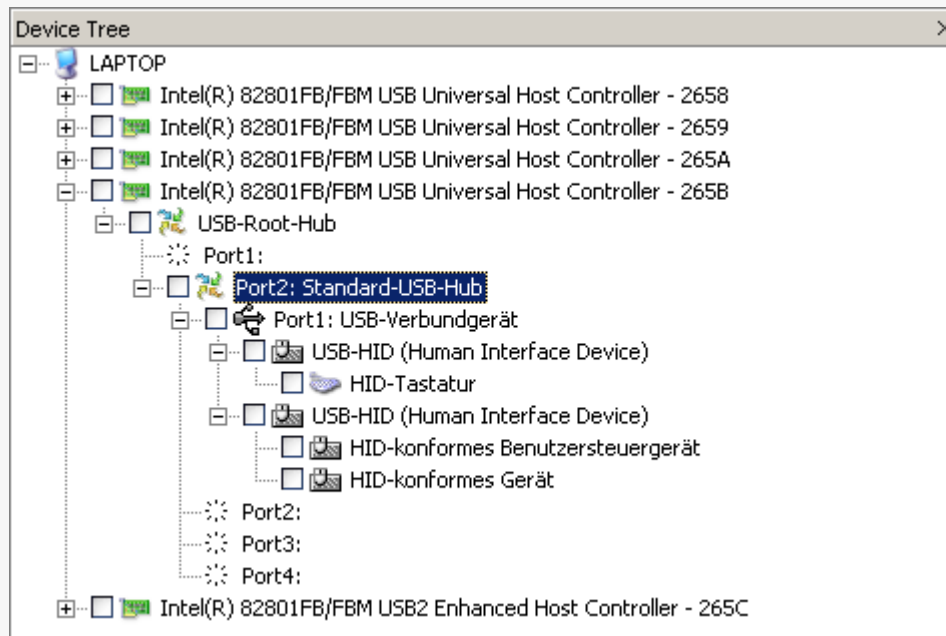 Device Tree
LAPTOP
Intel(R) 82801FB/FBM USB Universal Host Controller - 2658
Intel(R) 82801FB/FBM USB Universal Host Controller - 2659
Intel(R) 82801FB/FBM USB Universal Host Controller - 265A
Intel(R) 82801FB/FBM USB Universal Host Controller - 265B
USB-Root-Hub
Port1:
Port2: Standard-USB-Hub
Port1: USB-Verbundgerät
USB-HID (Human Interface Device)
HID-Tastatur
USB-HID (Human Interface Device)
HID-konformes Benutzersteuergerät
HID-konformes Gerät
Port2:
Port3:
Port4:
Intel(R) 82801FB/FBM USB2 Enhanced Host Controller - 265C